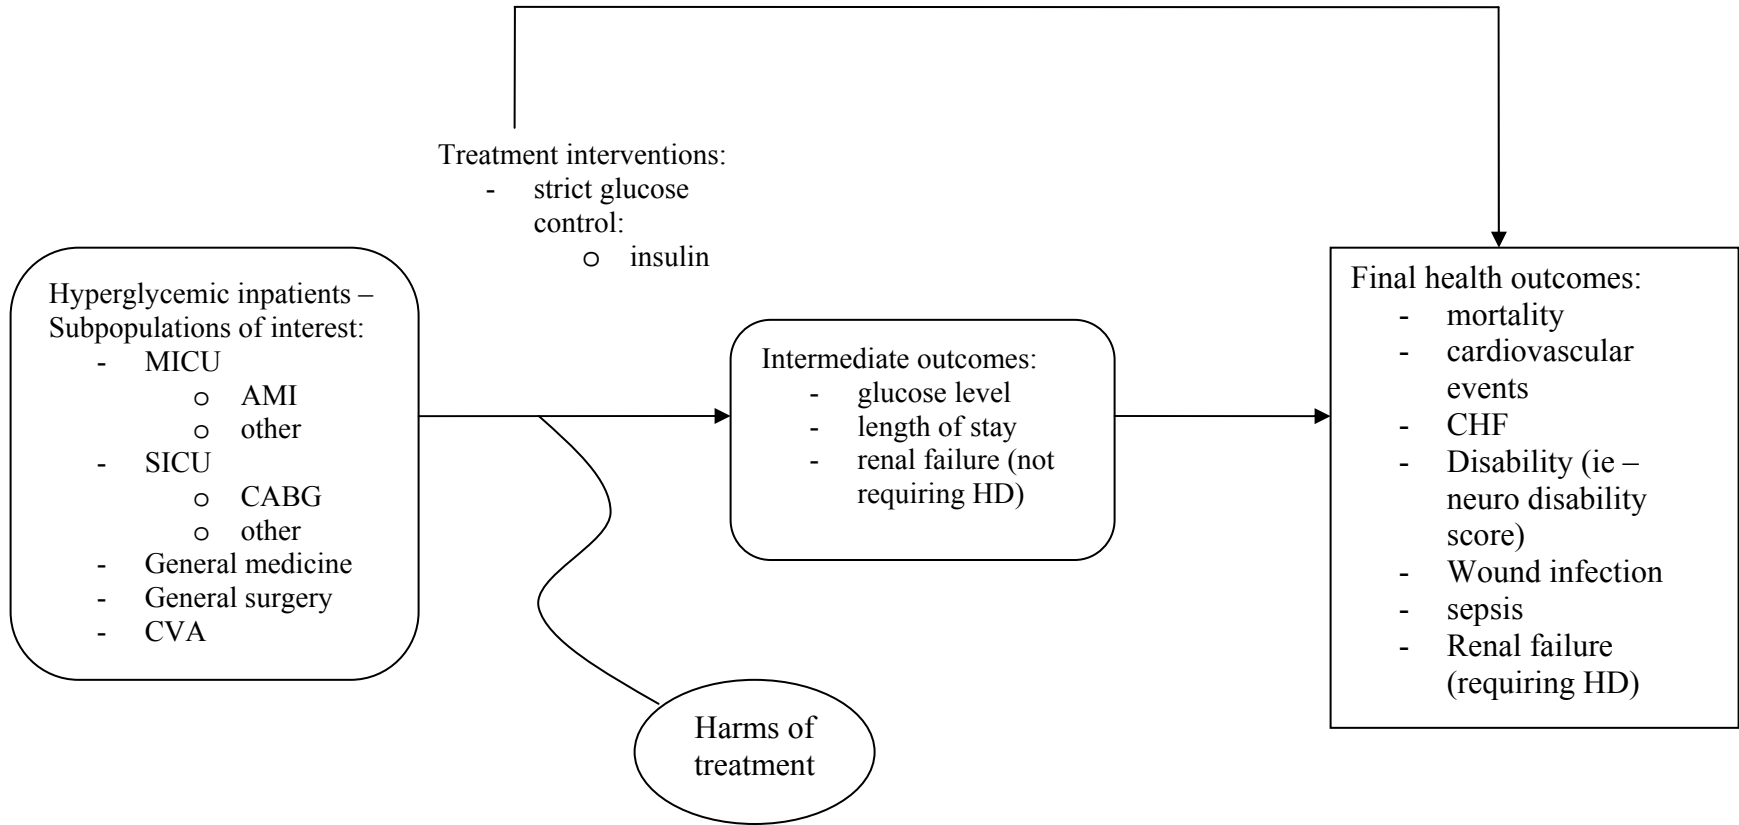 Treatment interventions:
- strict glucose
control:
o insulin
Hyperglycemic inpatients –
Subpopulations of interest:
- MICU
o AMI
o other
- SICU
o CABG
o other
- General medicine
- General surgery
- CVA
Intermediate outcomes:
- glucose level
- length of stay
- renal failure (not
requiring HD)
Final health outcomes:
- mortality
- cardiovascular
events
- CHF
- Disability (ie –
neuro disability
score)
- Wound infection
- sepsis
- Renal failure
(requiring HD)
Harms of
treatment